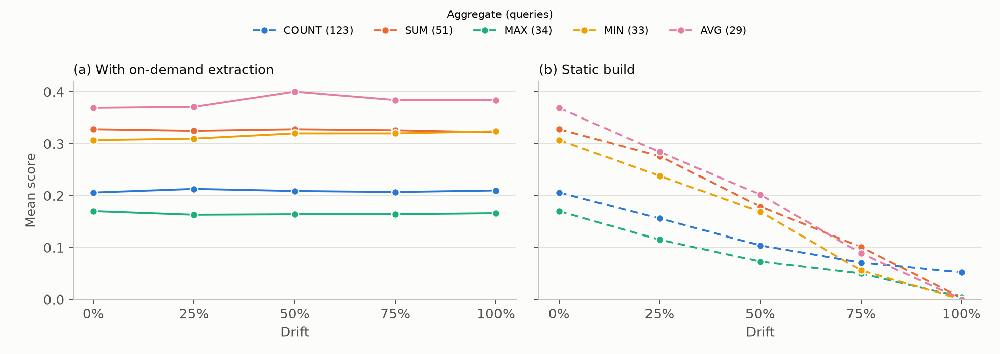 Aggregate (queries)
COUNT (123) SUM (51) MAX (34) MIN (33) AVG (29)
(a) With on-demand extraction
Mean score
0.4
0.3
0.2
0.1
0.0
0% 25% 50% 75% 100%
Drift
(b) Static build
0% 25% 50% 75% 100%
Drift